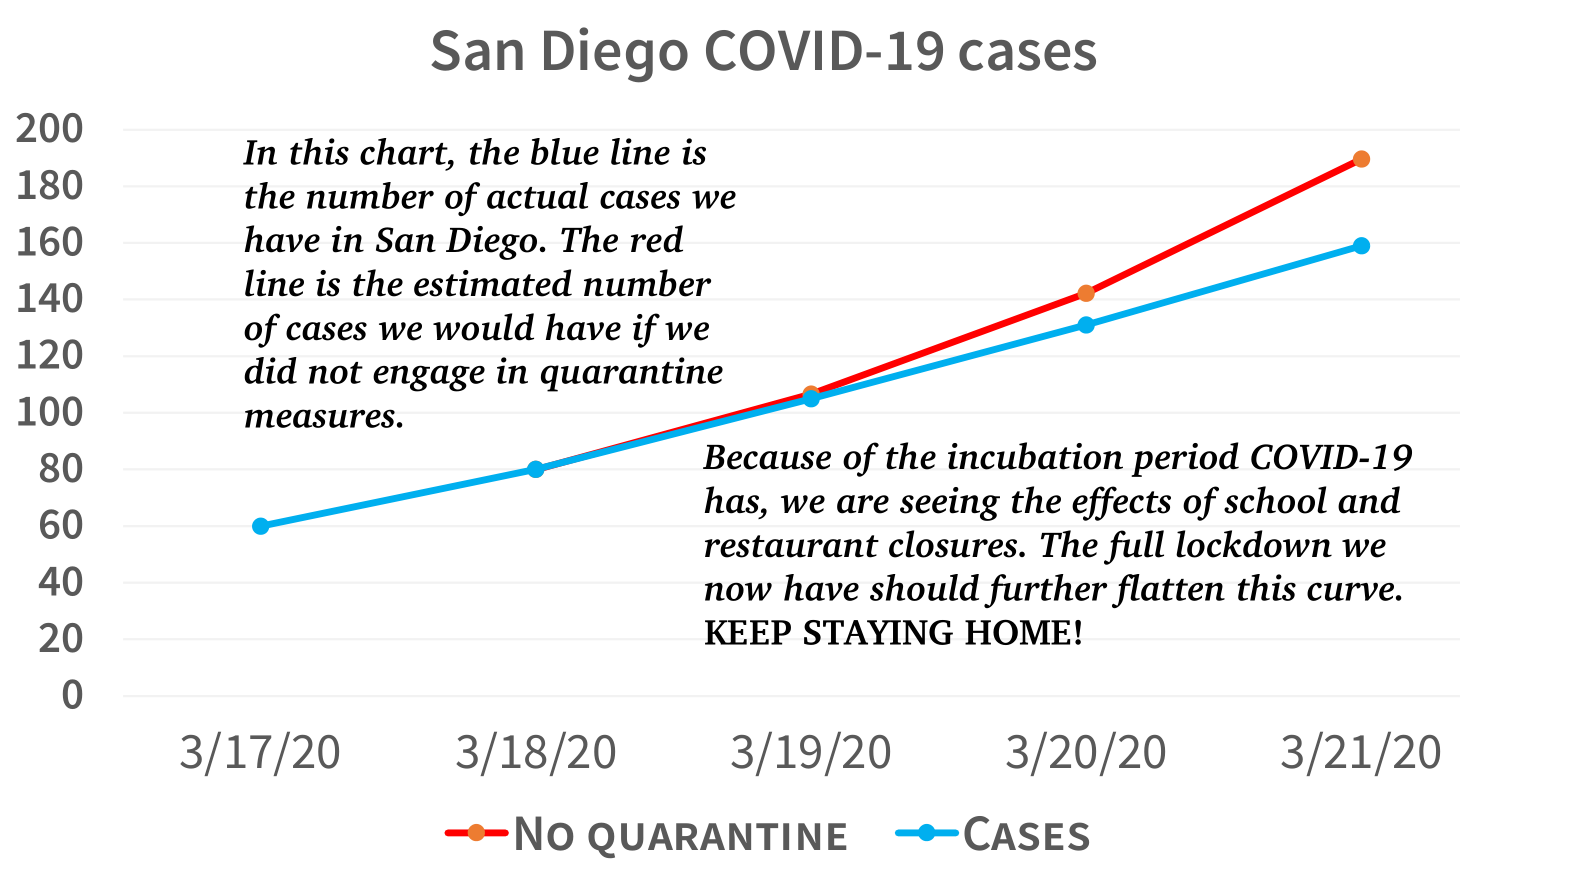 San Diego COVID-19 cases
200
180
160
140
120
100
80
60
40
20
0
In this chart, the blue line is
the number of actual cases we
have in San Diego. The red
line is the estimated number
of cases we would have if we
did not engage in quarantine
measures.
Because of the incubation period COVID-19
has, we are seeing the effects of school and
restaurant closures. The full lockdown we
now have should further flatten this curve.
KEEP STAYING HOME!
3/17/20 3/18/20 3/19/20 3/20/20 3/21/20
No quarantine Cases